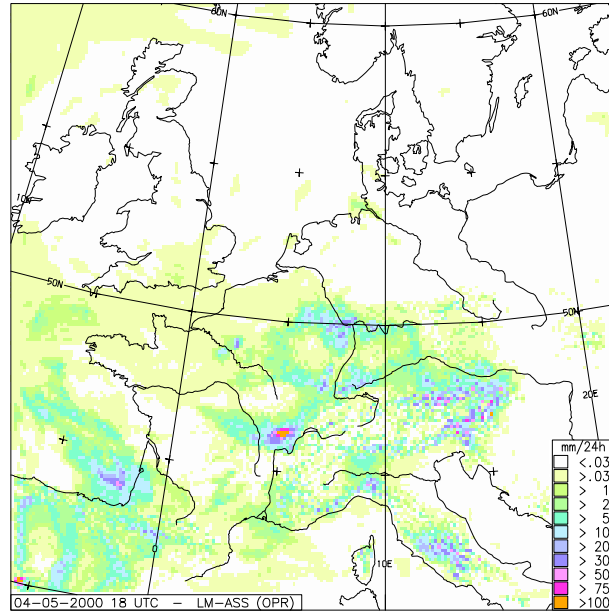 60N
60N
10W
50N
50N
20E
mm/24h
<.03
>.03
> 1
> 2
> 5
> 10
> 20
> 30
> 50
> 75
>100
0
10E
04-05-2000 18 UTC – LM-ASS (OPR)